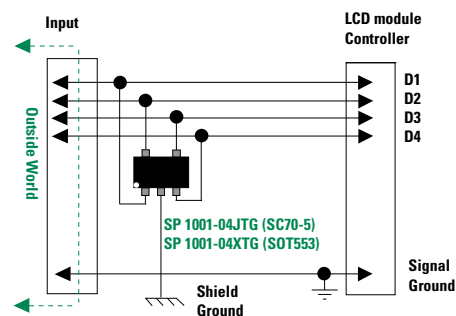 Input
LCD module
Controller
D1
D2
D3
D4
Outside World
SP 1001-04JTG (SC70-5)
SP 1001-04XTG (SOT553)
Shield
Ground
Signal
Ground